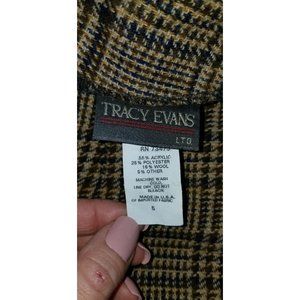 TRACY EVANS
LTD.
RN 73479
55% ACRYLIC
25% POLYESTER
15% WOOL
5% OTHER
MACHINE WASH
COLD,
LINE DRY, DO NOT
BLEACH
MADE IN U.S.A.
OF IMPORTED FABRIC